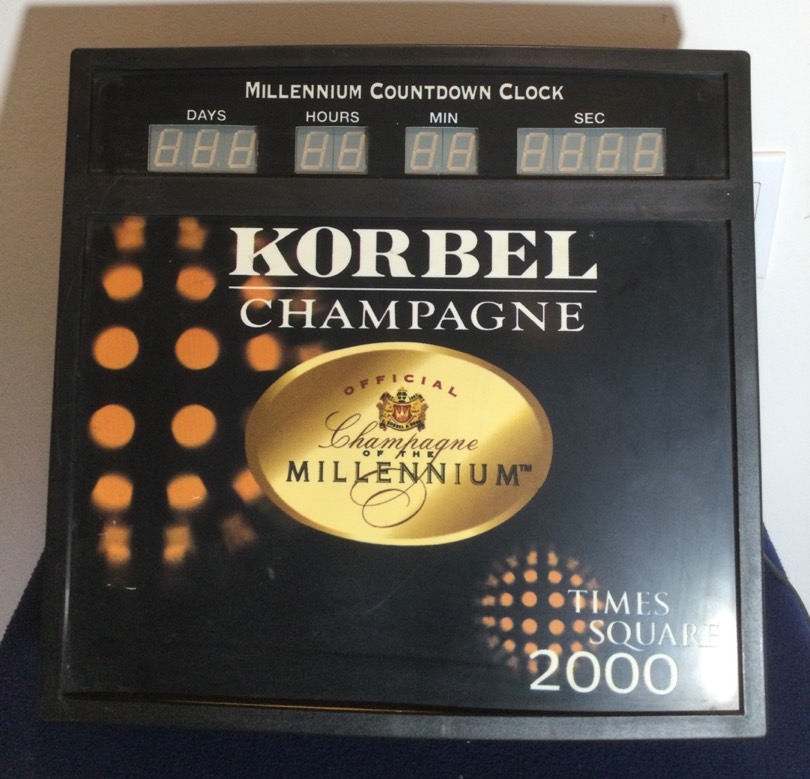 MILLENNIUM COUNTDOWN CLOCK
DAYS HOURS MIN SEC
KORBEL
CHAMPAGNE
OFFICIAL
Champagne
OF THE
MILLENNIUM™
TIMES
SQUARE
2000